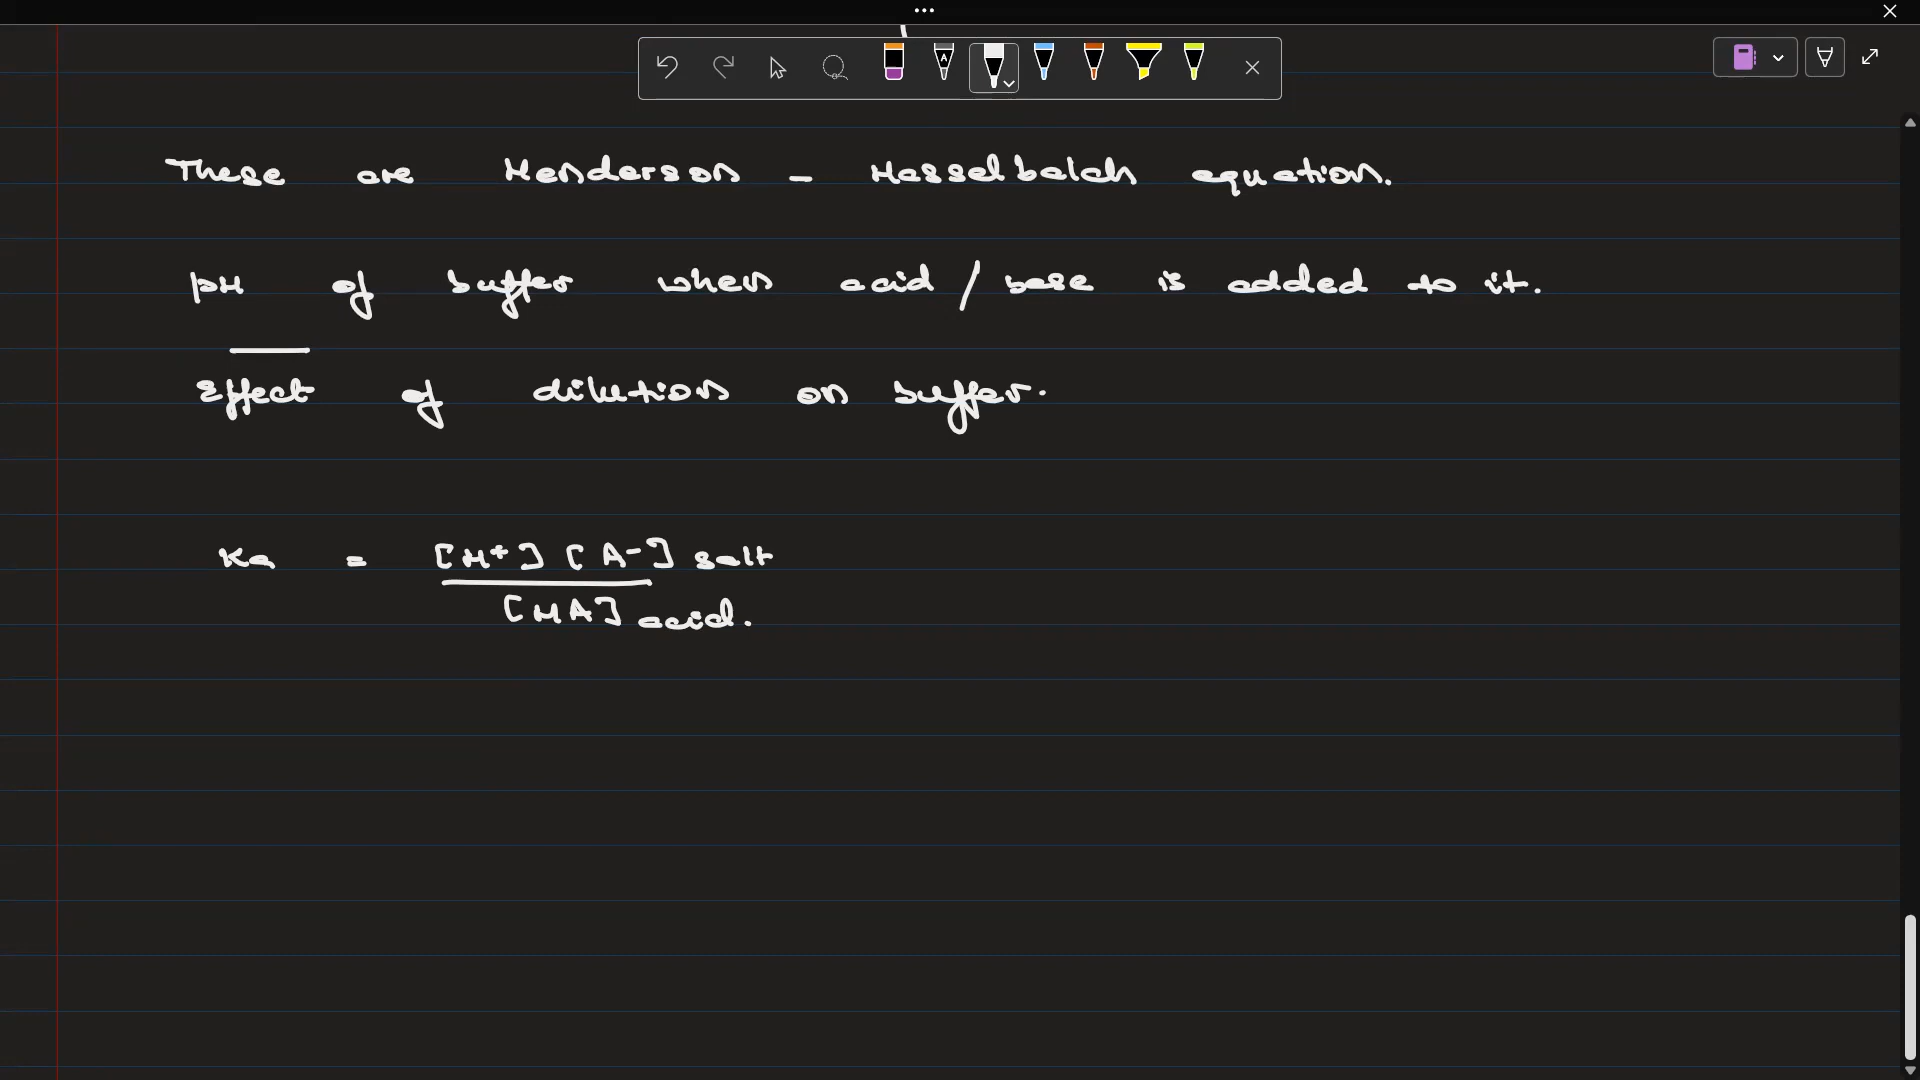 These are Henderson - Hasselbalch equation.
pH of buffer when acid / base is added to it.
Effect of dilution on buffer.
Ka = [H+] [A-] salt
[HA] acid.